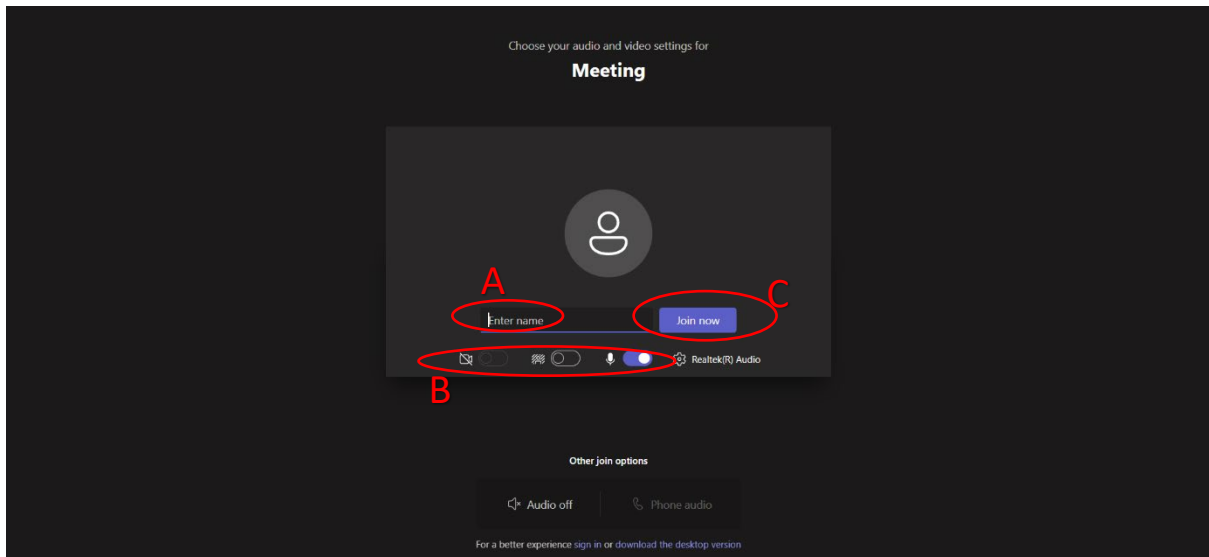 Choose your audio and video settings for
Meeting
A
C
Enter name
Join now
Realtek(R) Audio
B
Other join options
Audio off
Phone audio
For a better experience sign in or download the desktop version